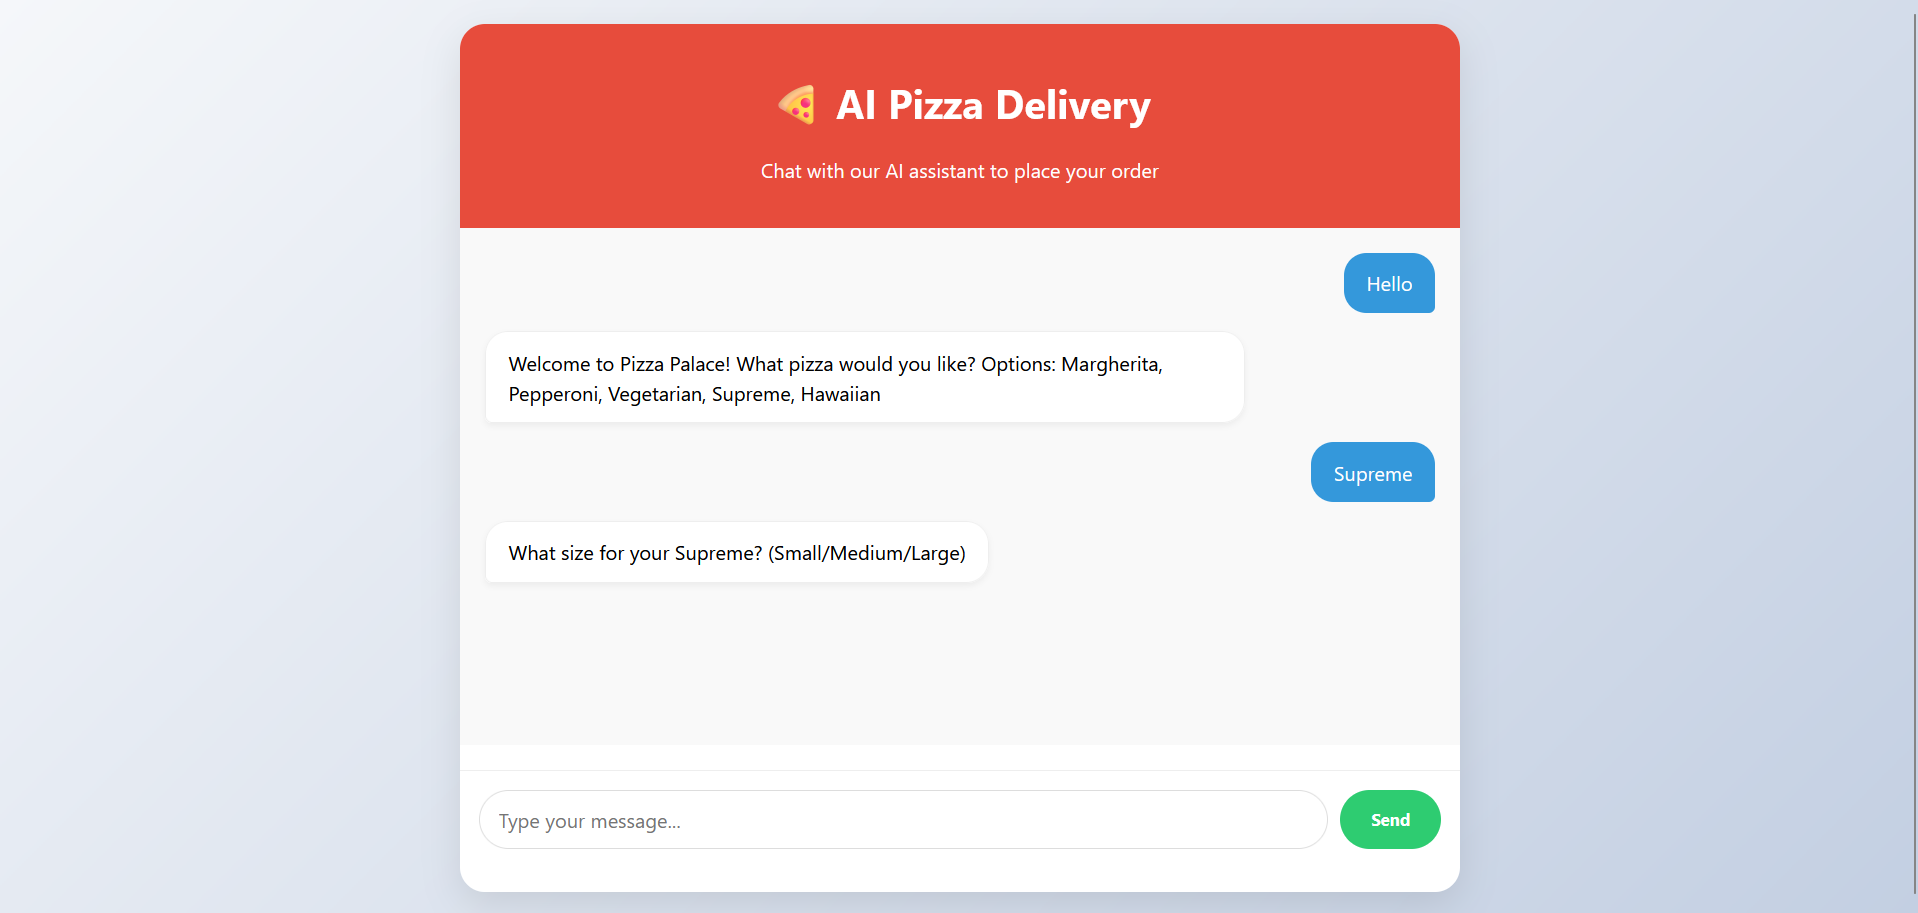 AI Pizza Delivery
Chat with our AI assistant to place your order
Hello
Welcome to Pizza Palace! What pizza would you like? Options: Margherita,
Pepperoni, Vegetarian, Supreme, Hawaiian
Supreme
What size for your Supreme? (Small/Medium/Large)
Type your message...
Send